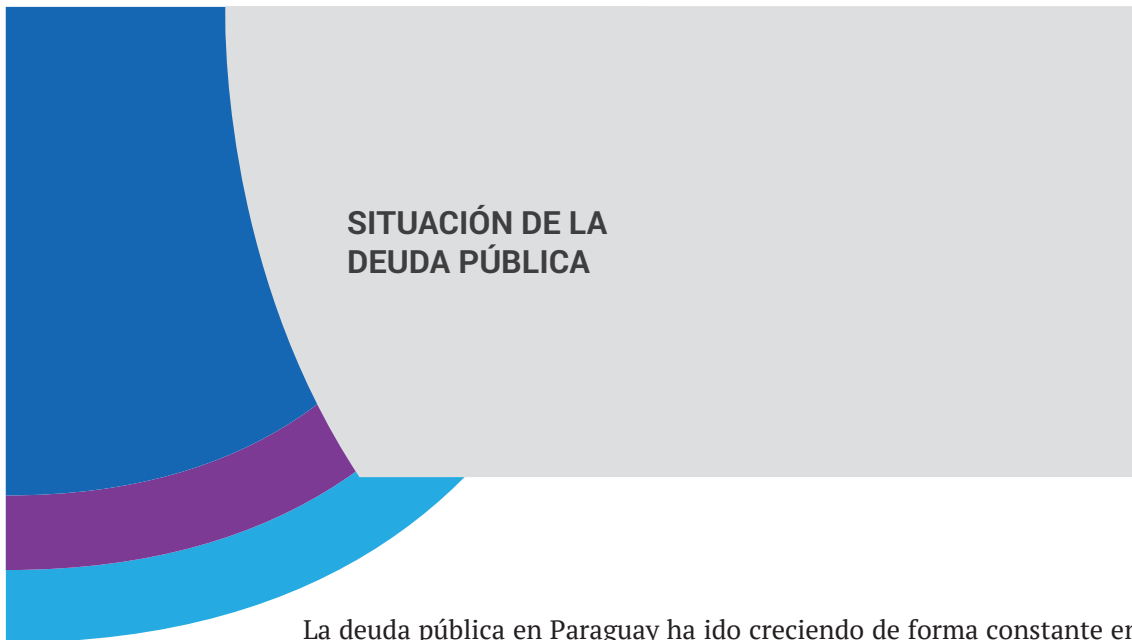 SITUACIÓN DE LA
DEUDA PÚBLICA
La deuda pública en Paraguay ha ido creciendo de forma constante en